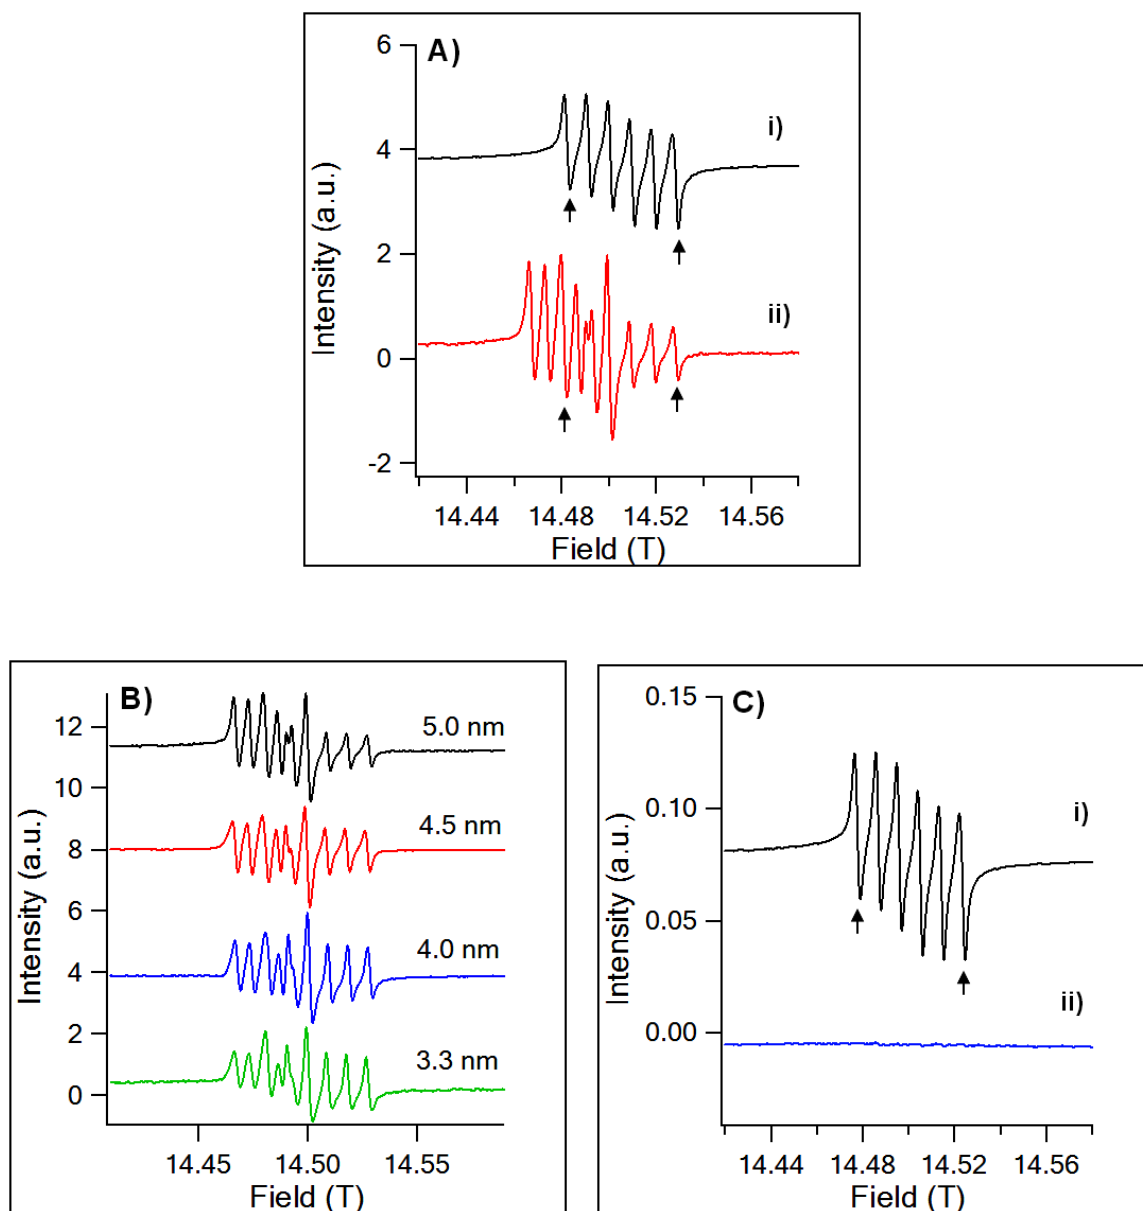 A)
6
4
2
0
-2
Intensity (a.u.)
i)
ii)
14.44 14.48 14.52 14.56
Field (T)
B)
12
10
8
6
4
2
0
Intensity (a.u.)
5.0 nm
4.5 nm
4.0 nm
3.3 nm
14.45 14.50 14.55
Field (T)
C)
0.15
0.10
0.05
0.00
Intensity (a.u.)
i)
ii)
14.44 14.48 14.52 14.56
Field (T)